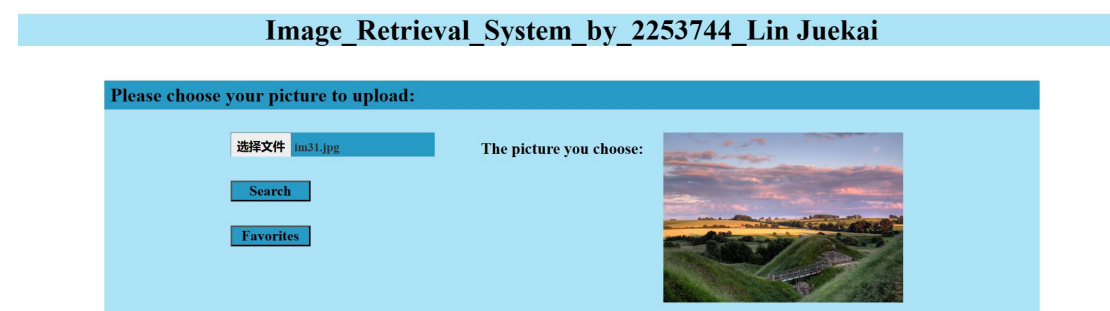 Image_Retrieval_System_by_2253744_Lin Juekai
Please choose your picture to upload:
选择文件 im31.jpg
The picture you choose:
Search
Favorites